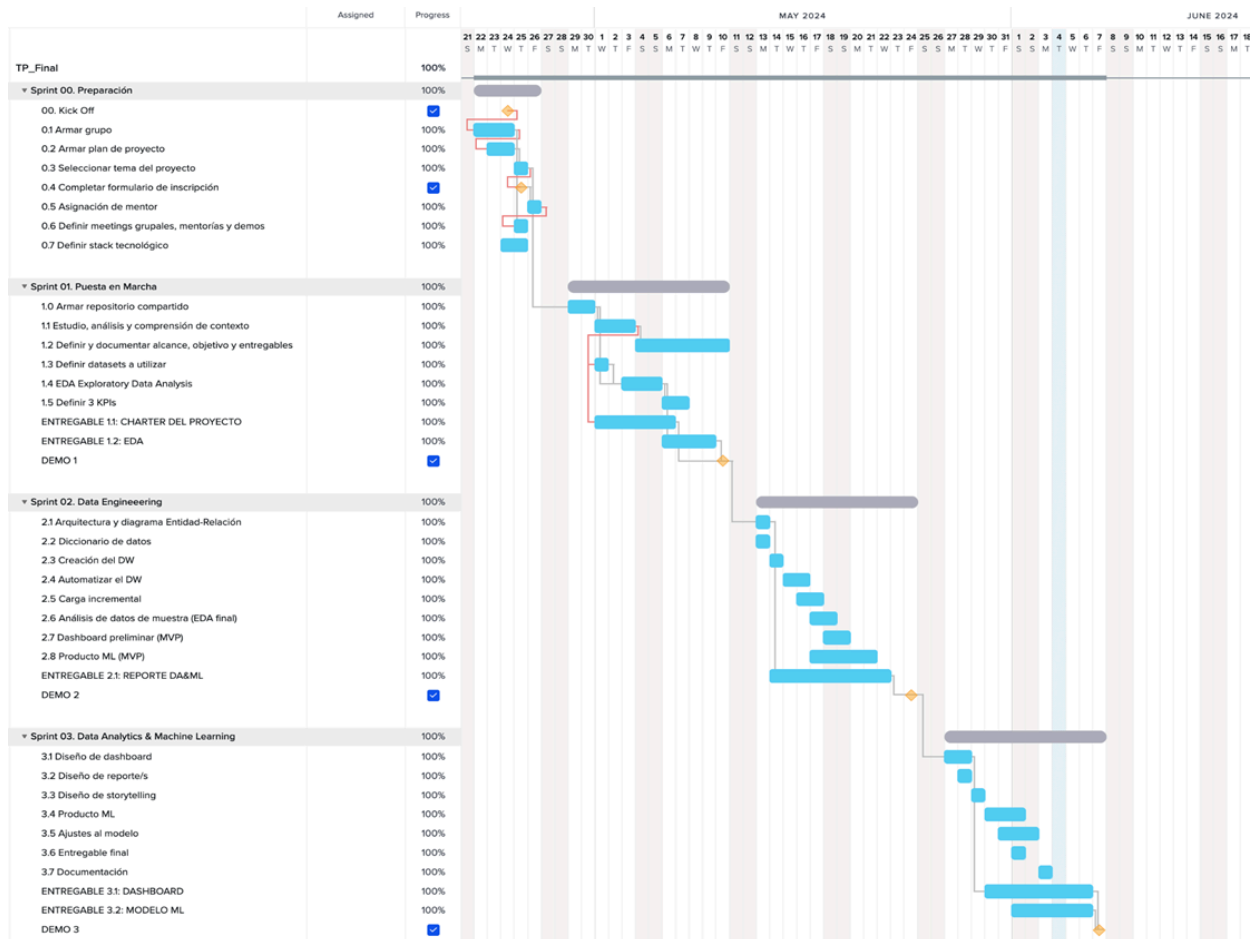 Assigned Progress MAY 2024 JUNE 2024
21 22 23 24 25 26 27 28 29 30 1 2 3 4 5 6 7 8 9 10 11 12 13 14 15 16 17 18 19 20 21 22 23 24 25 26 27 28 29 30 31 1 2 3 4 5 6 7 8 9 10 11 12 13 14 15 16 17 18
S M T W T F S S M T W T F S S M T W T F S S M T W T F S S M T W T F S S M T W T F S S M T W T F S S M T W T F S S M T
TP_Final 100%
Sprint 00. Preparación 100%
00. Kick Off
0.1 Armar grupo 100%
0.2 Armar plan de proyecto 100%
0.3 Seleccionar tema del proyecto 100%
0.4 Completar formulario de inscripción
0.5 Asignación de mentor 100%
0.6 Definir meetings grupales, mentorías y demos 100%
0.7 Definir stack tecnológico 100%
Sprint 01. Puesta en Marcha 100%
1.0 Armar repositorio compartido 100%
1.1 Estudio, análisis y comprensión de contexto 100%
1.2 Definir y documentar alcance, objetivo y entregables 100%
1.3 Definir datasets a utilizar 100%
1.4 EDA Exploratory Data Analysis 100%
1.5 Definir 3 KPIs 100%
ENTREGABLE 1.1: CHARTER DEL PROYECTO 100%
ENTREGABLE 1.2: EDA 100%
DEMO 1
Sprint 02. Data Engineeering 100%
2.1 Arquitectura y diagrama Entidad-Relación 100%
2.2 Diccionario de datos 100%
2.3 Creación del DW 100%
2.4 Automatizar el DW 100%
2.5 Carga incremental 100%
2.6 Análisis de datos de muestra (EDA final) 100%
2.7 Dashboard preliminar (MVP) 100%
2.8 Producto ML (MVP) 100%
ENTREGABLE 2.1: REPORTE DA&ML 100%
DEMO 2
Sprint 03. Data Analytics & Machine Learning 100%
3.1 Diseño de dashboard 100%
3.2 Diseño de reporte/s 100%
3.3 Diseño de storytelling 100%
3.4 Producto ML 100%
3.5 Ajustes al modelo 100%
3.6 Entregable final 100%
3.7 Documentación 100%
ENTREGABLE 3.1: DASHBOARD 100%
ENTREGABLE 3.2: MODELO ML 100%
DEMO 3